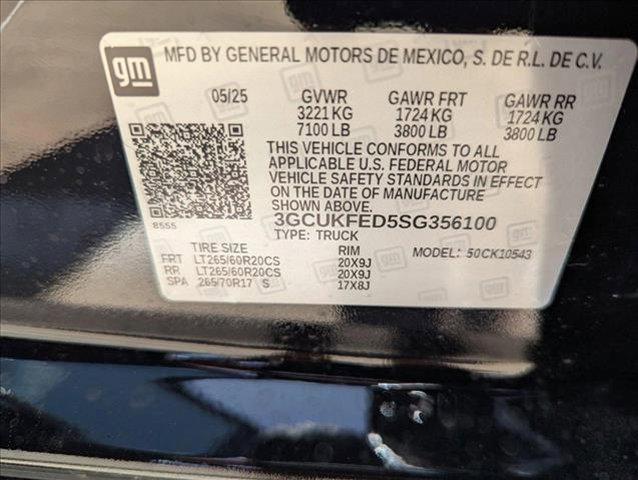 gm
MFD BY GENERAL MOTORS DE MEXICO, S. DE R.L. DE C.V.
05/25 GVWR GAWR FRT GAWR RR
3221 KG 1724 KG 1724 KG
7100 LB 3800 LB 3800 LB
THIS VEHICLE CONFORMS TO ALL
APPLICABLE U.S. FEDERAL MOTOR
VEHICLE SAFETY STANDARDS IN EFFECT
ON THE DATE OF MANUFACTURE
SHOWN ABOVE.
8555 3GCUKFED5SG356100
TYPE: TRUCK MODEL: 50CK10543
TIRE SIZE RIM
FRT LT265/60R20CS 20X9J
RR LT265/60R20CS 20X9J
SPA 265/70R17 S 17X8J